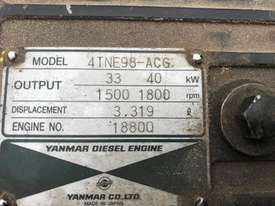 MODEL 4TNE98-ACG
OUTPUT 33 40 kW
1500 1800 rpm
DISPLACEMENT 3.319 ℓ
ENGINE NO. 18800
YANMAR DIESEL ENGINE
YANMAR CO.,LTD.
MADE IN JAPAN